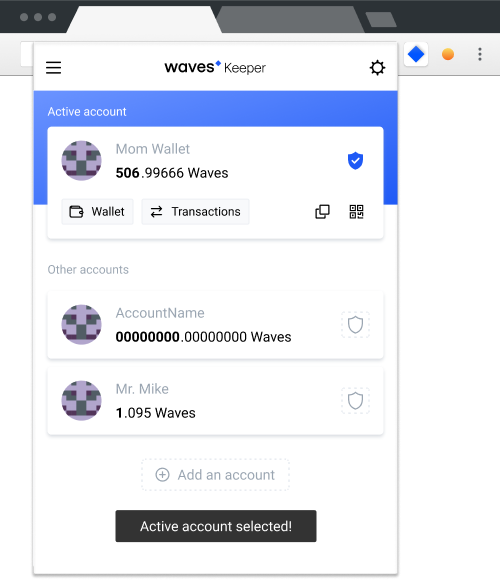 waves Keeper
Active account
Mom Wallet
506.99666 Waves
Wallet
Transactions
Other accounts
AccountName
00000000.00000000 Waves
Mr. Mike
1.095 Waves
Add an account
Active account selected!